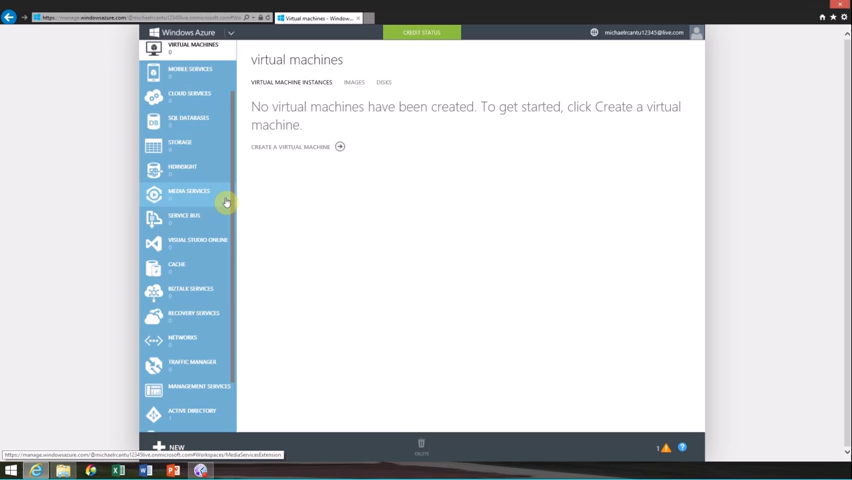 https://manage.windowsazure.com/@michaelrcantu12345live.onmicrosoft.com#Wo
Virtual machines - Window...
Windows Azure
CREDIT STATUS
michaelrcantu12345@live.com
VIRTUAL MACHINES
0
MOBILE SERVICES
0
CLOUD SERVICES
0
SQL DATABASES
0
STORAGE
0
HDINSIGHT
0
MEDIA SERVICES
0
SERVICE BUS
0
VISUAL STUDIO ONLINE
0
CACHE
0
BIZTALK SERVICES
0
RECOVERY SERVICES
0
NETWORKS
0
TRAFFIC MANAGER
0
MANAGEMENT SERVICES
0
ACTIVE DIRECTORY
virtual machines
VIRTUAL MACHINE INSTANCES IMAGES DISKS
No virtual machines have been created. To get started, click Create a virtual
machine.
CREATE A VIRTUAL MACHINE
NEW
DELETE
1
https://manage.windowsazure.com/@michaelrcantu12345live.onmicrosoft.com#Workspaces/MediaServicesExtension